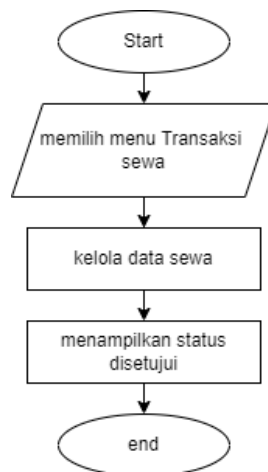 Start
memilih menu Transaksi
sewa
kelola data sewa
menampilkan status
disetujui
end